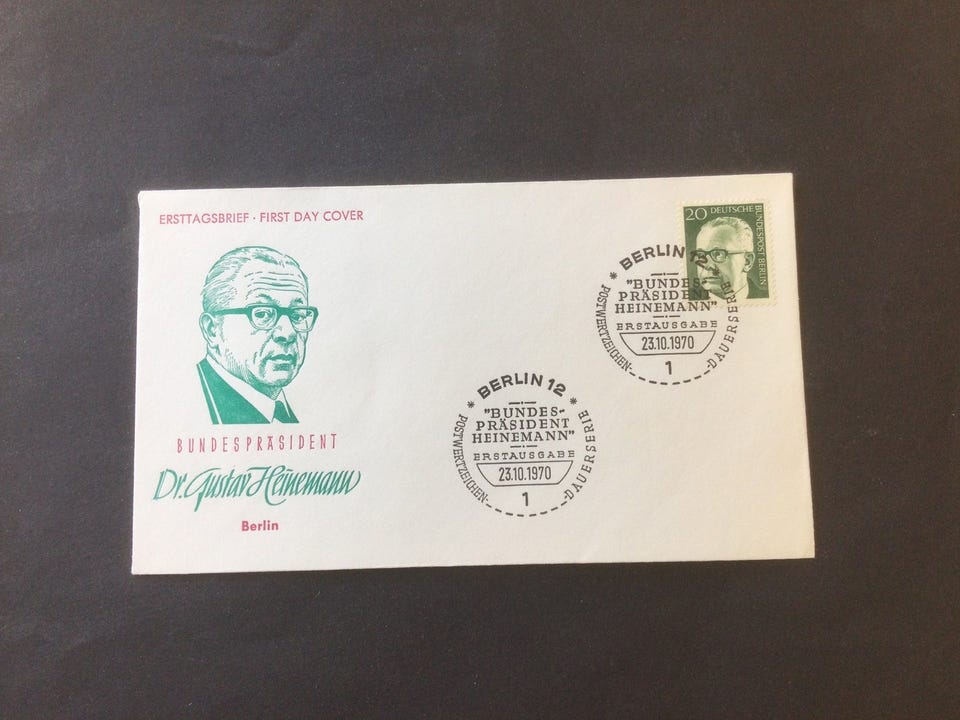 ERSTTAGSBRIEF · FIRST DAY COVER
BUNDESPRÄSIDENT
Dr. Gustav Heinemann
Berlin
20 DEUTSCHE
BUNDESPOST BERLIN
* BERLIN 12 *
"BUNDES-
PRÄSIDENT
HEINEMANN"
ERSTAUSGABE
23.10.1970
1
POSTWERTZEICHEN-
-DAUERSERIE
* BERLIN 12 *
"BUNDES-
PRÄSIDENT
HEINEMANN"
ERSTAUSGABE
23.10.1970
1
POSTWERTZEICHEN-
-DAUERSERIE